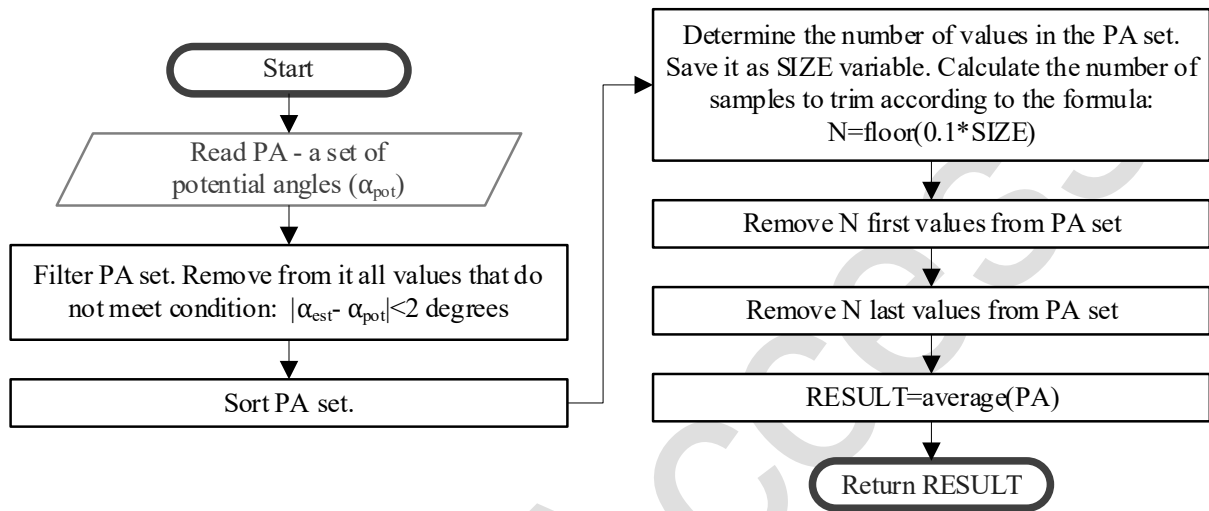 Start
Read PA - a set of
potential angles (αpot)
Filter PA set. Remove from it all values that do
not meet condition:  |αest- αpot|<2 degrees
Sort PA set.
Determine the number of values in the PA set.
Save it as SIZE variable. Calculate the number of
samples to trim according to the formula:
N=floor(0.1*SIZE)
Remove N first values from PA set
Remove N last values from PA set
RESULT=average(PA)
Return RESULT